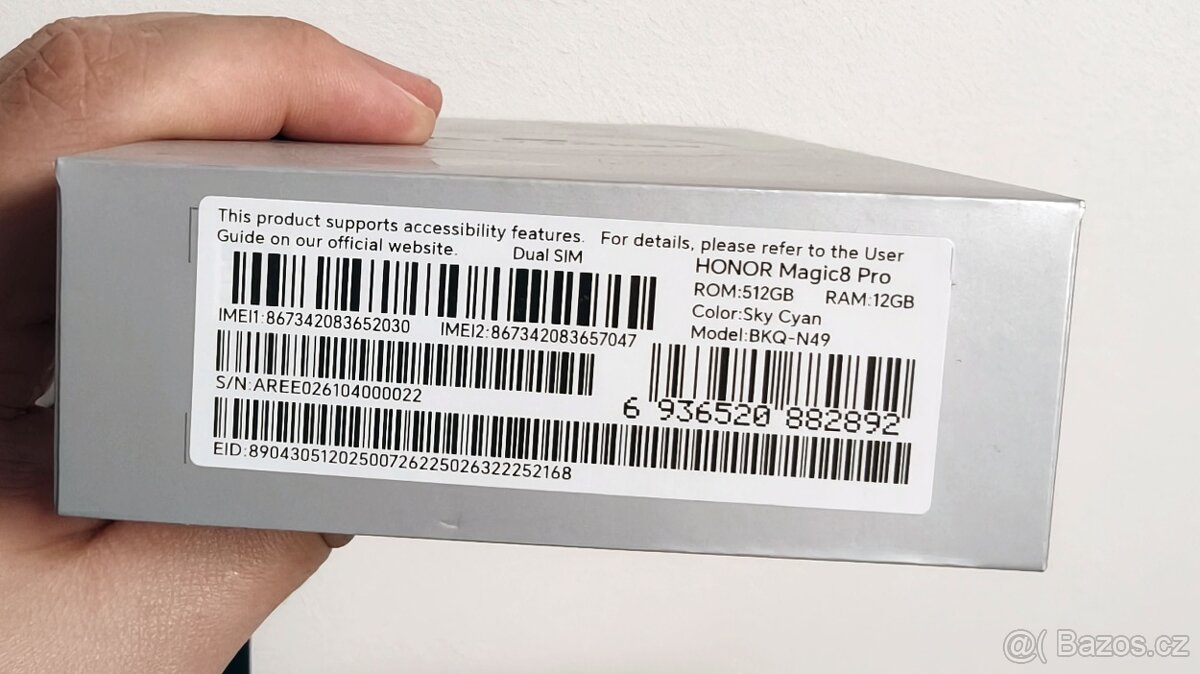 This product supports accessibility features. For details, please refer to the User
Guide on our official website.
Dual SIM
HONOR Magic8 Pro
ROM:512GB RAM:12GB
Color:Sky Cyan
Model:BKQ-N49
IMEI1:867342083652030 IMEI2:867342083657047
S/N:AREE026104000022
6 936520 882892
EID:89043051202500726225026322252168
@( Bazos.cz